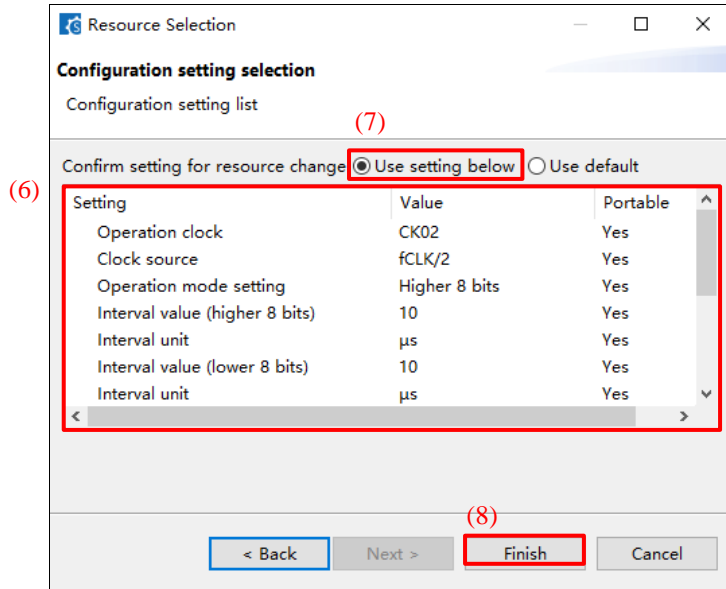 Resource Selection
Configuration setting selection
Configuration setting list
(7)
Confirm setting for resource change Use setting below Use default
(6)
Setting Value Portable
Operation clock CK02 Yes
Clock source fCLK/2 Yes
Operation mode setting Higher 8 bits Yes
Interval value (higher 8 bits) 10 Yes
Interval unit µs Yes
Interval value (lower 8 bits) 10 Yes
Interval unit µs Yes
(8)
< Back Next > Finish Cancel